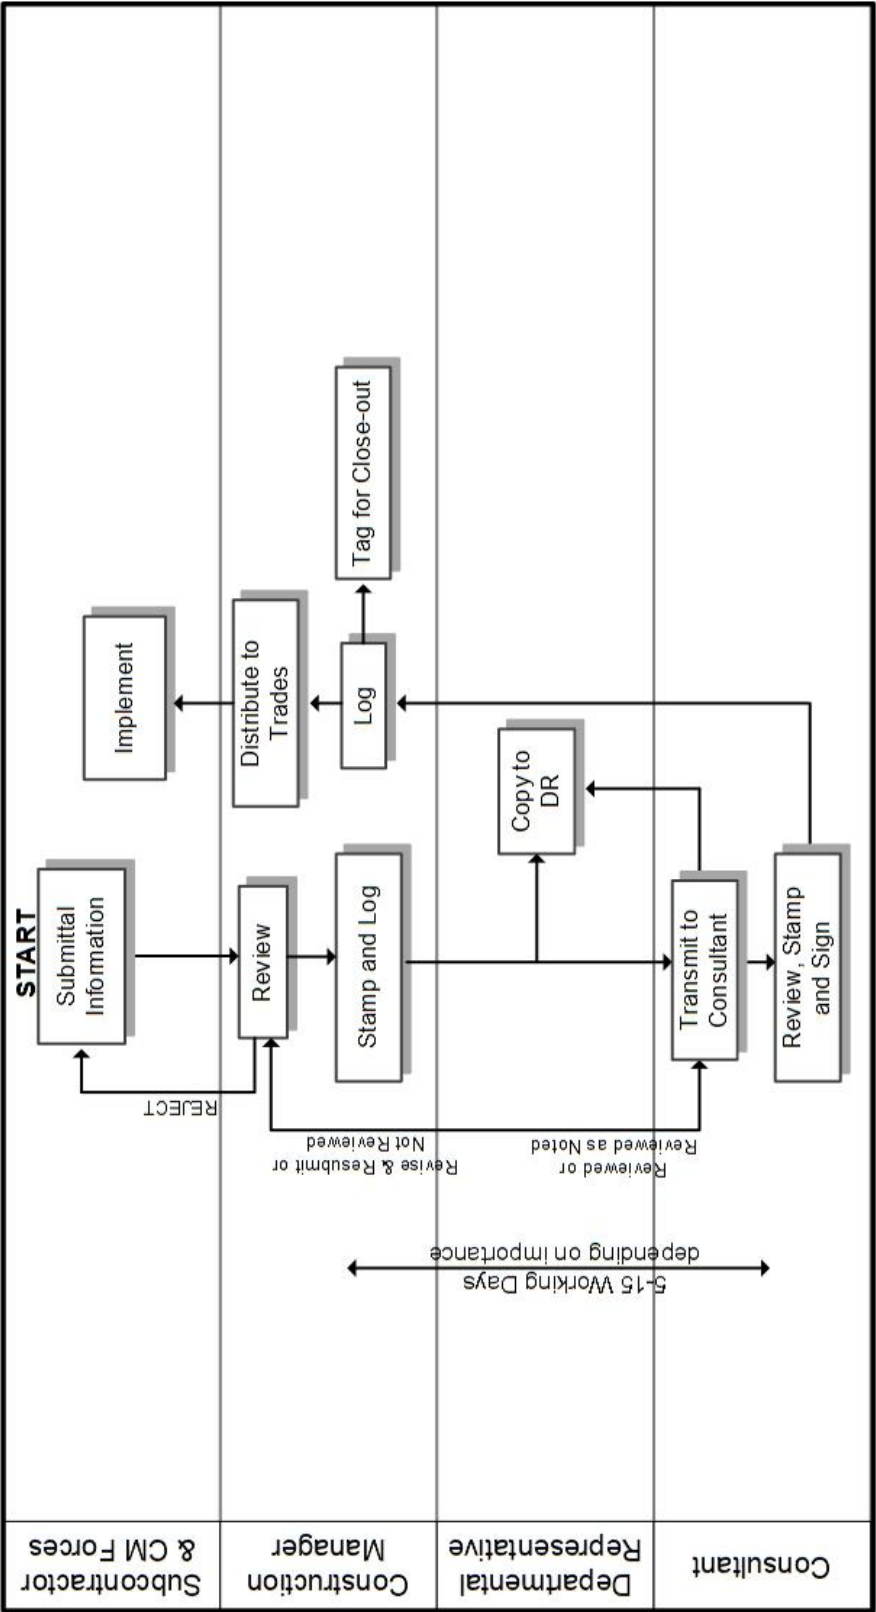 START
Submittal
Information
REJECT
Review
Stamp and Log
Revise & Resubmit or
Not Reviewed
Reviewed or
Reviewed as Noted
5-15 Working Days
depending on importance
Transmit to
Consultant
Review, Stamp
and Sign
Copy to
DR
Log
Tag for Close-out
Distribute to
Trades
Implement
Subcontractor
& CM Forces
Construction
Manager
Departmental
Representative
Consultant